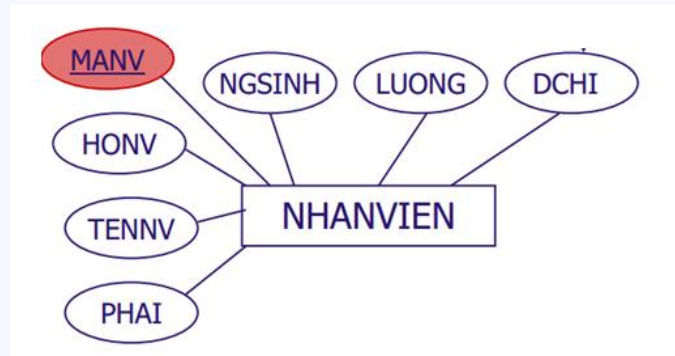 MANV
NGSINH
LUONG
DCHI
HONV
TENNV
NHANVIEN
PHAI